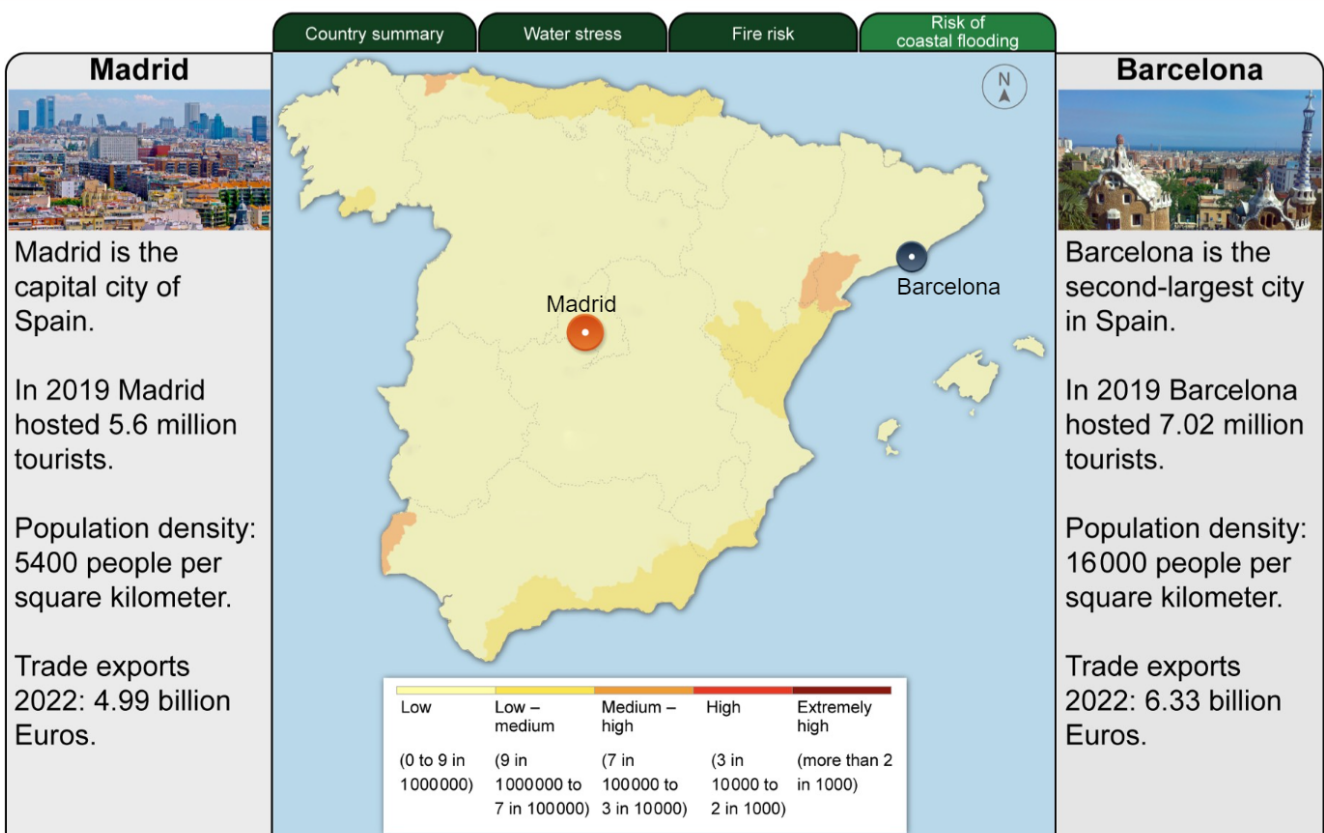 Country summary
Water stress
Fire risk
Risk of
coastal flooding
Madrid
Madrid is the
capital city of
Spain.
In 2019 Madrid
hosted 5.6 million
tourists.
Population density:
5400 people per
square kilometer.
Trade exports
2022: 4.99 billion
Euros.
N
Madrid
Barcelona
Low
(0 to 9 in
1000000)
Low –
medium
(9 in
1000000 to
7 in 100000)
Medium –
high
(7 in
100000 to
3 in 10000)
High
(3 in
10000 to
2 in 1000)
Extremely
high
(more than 2
in 1000)
Barcelona
Barcelona is the
second-largest city
in Spain.
In 2019 Barcelona
hosted 7.02 million
tourists.
Population density:
16000 people per
square kilometer.
Trade exports
2022: 6.33 billion
Euros.